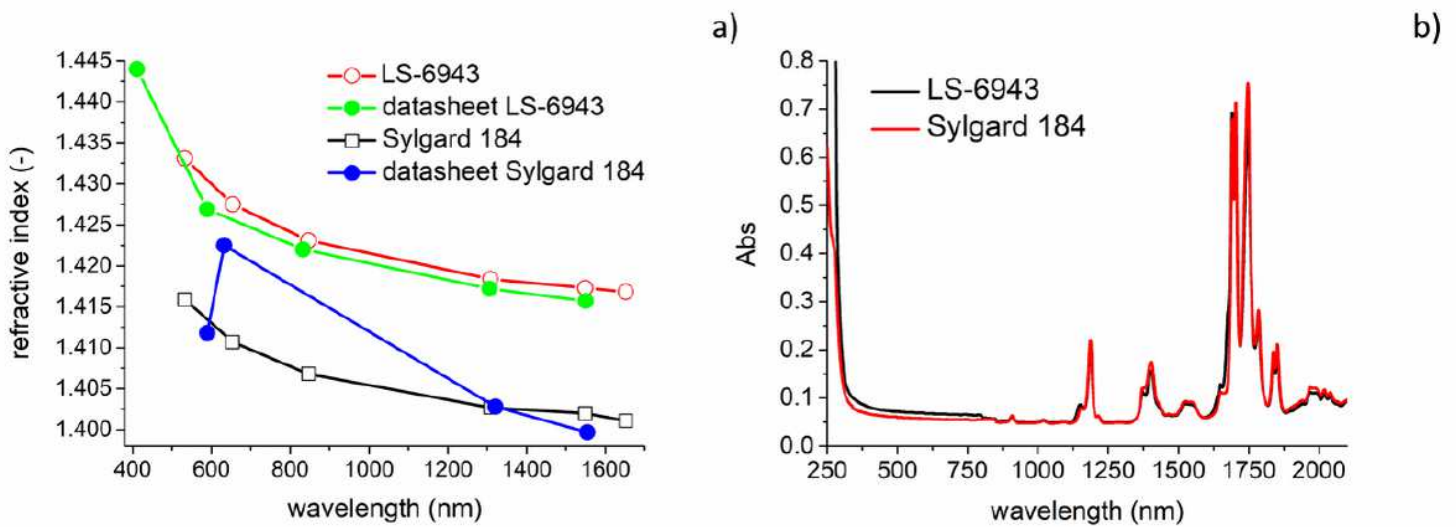 a)
1.445
1.440
1.435
1.430
1.425
1.420
1.415
1.410
1.405
1.400
refractive index (-)
LS-6943
datasheet LS-6943
Sylgard 184
datasheet Sylgard 184
400 600 800 1000 1200 1400 1600
wavelength (nm)
b)
0.8
0.7
0.6
0.5
0.4
0.3
0.2
0.1
0.0
Abs
LS-6943
Sylgard 184
250 500 750 1000 1250 1500 1750 2000
wavelength (nm)